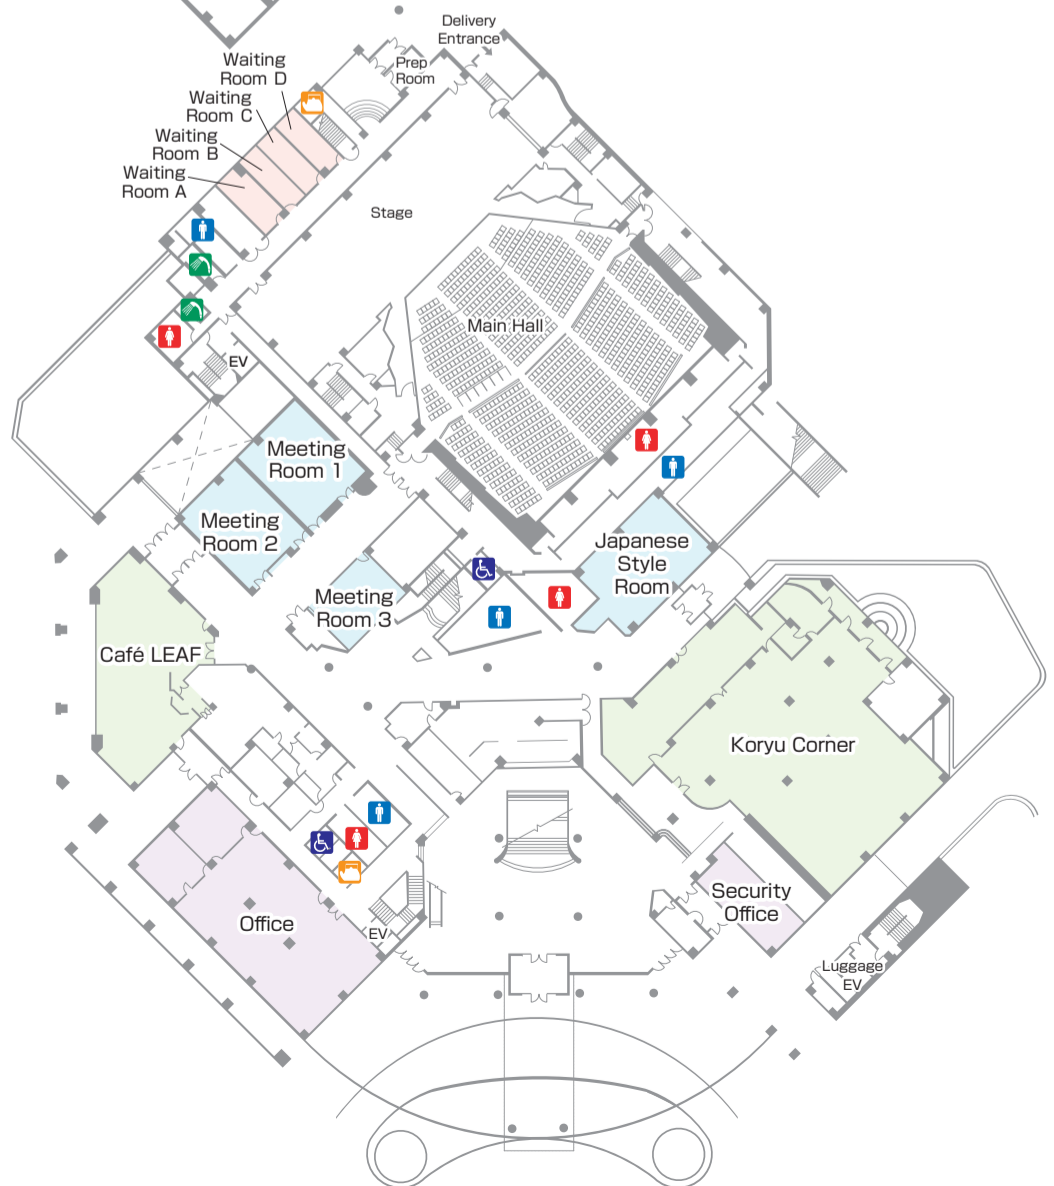 Delivery
Entrance
Prep
Room
Waiting
Room D
Waiting
Room C
Waiting
Room B
Waiting
Room A
Stage
Main Hall
EV
Meeting
Room 1
Meeting
Room 2
Japanese
Style
Room
Meeting
Room 3
Café LEAF
Koryu Corner
Security
Office
Office
EV
Luggage
EV